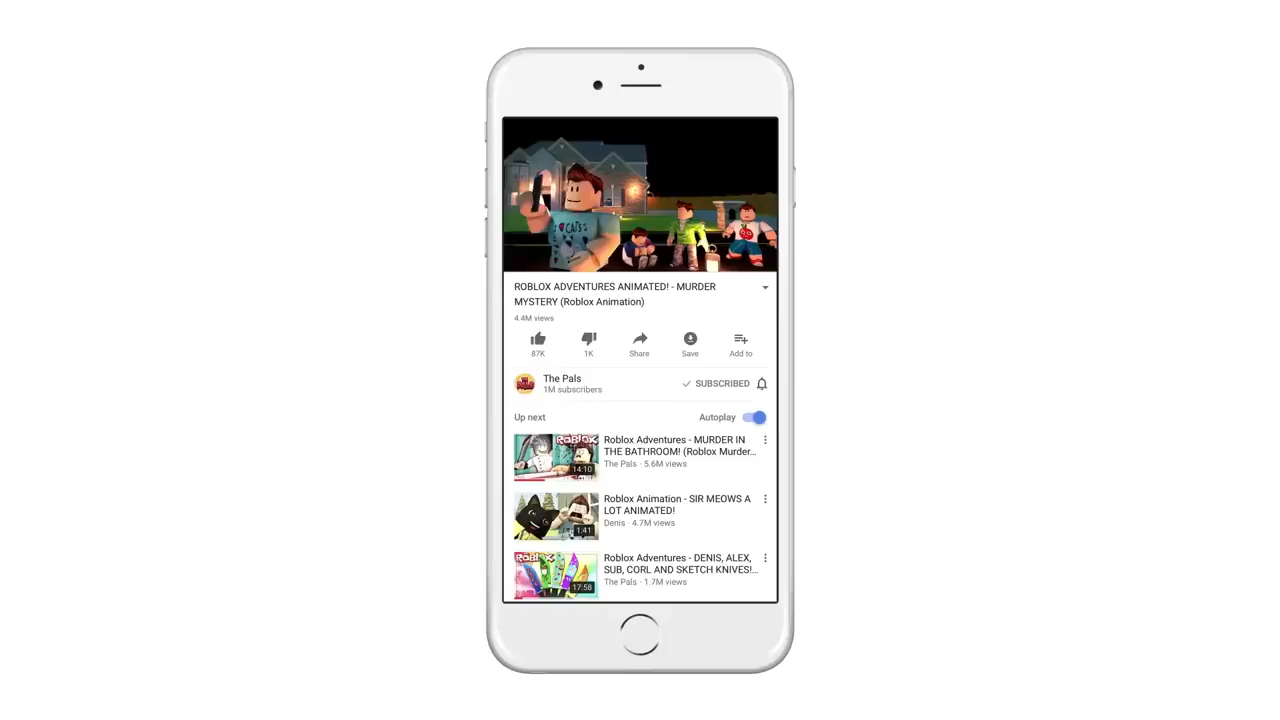 I ♥ CATS
ROBLOX ADVENTURES ANIMATED! - MURDER
MYSTERY (Roblox Animation)
4.4M views
87K
1K
Share
Save
Add to
The Pals
1M subscribers
SUBSCRIBED
Up next
Autoplay
ROBLOX
14:10
Roblox Adventures - MURDER IN
THE BATHROOM! (Roblox Murder...
The Pals · 5.6M views
1:41
Roblox Animation - SIR MEOWS A
LOT ANIMATED!
Denis · 4.7M views
ROBLOX
17:58
Roblox Adventures - DENIS, ALEX,
SUB, CORL AND SKETCH KNIVES!...
The Pals · 1.7M views